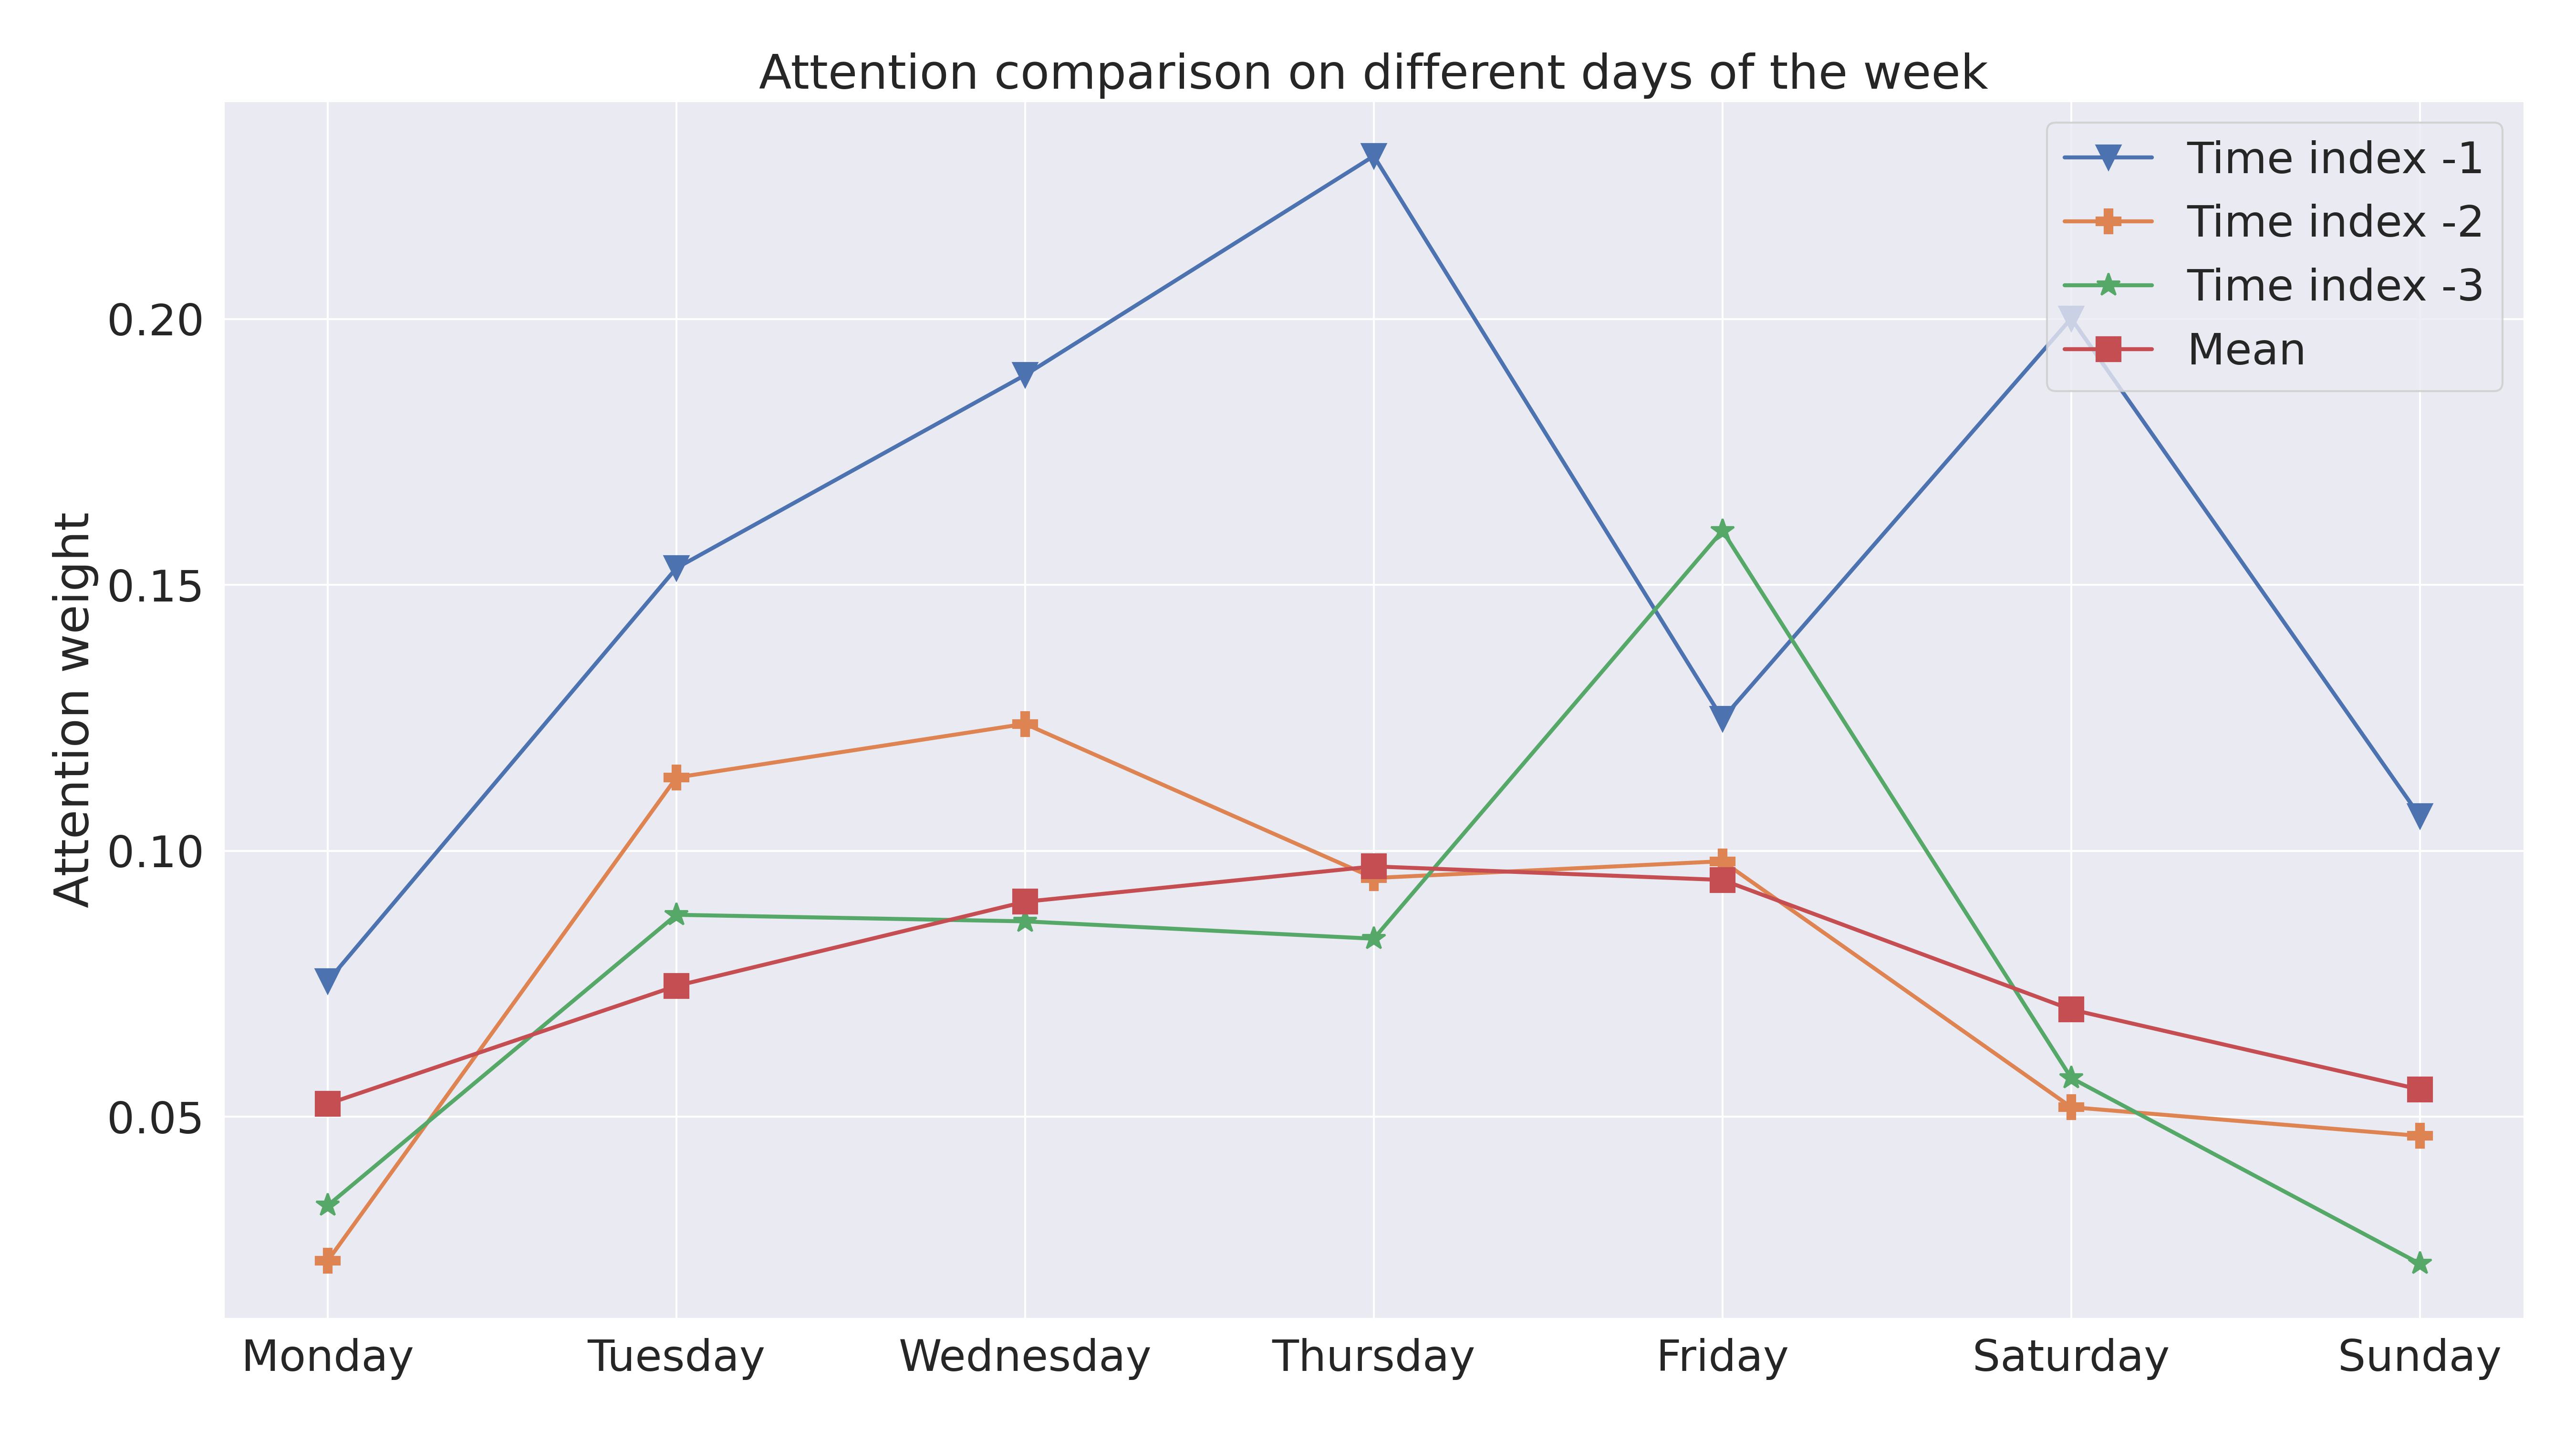 Attention comparison on different days of the week
Time index -1
Time index -2
Time index -3
Mean
Attention weight
0.20
0.15
0.10
0.05
Monday Tuesday Wednesday Thursday Friday Saturday Sunday